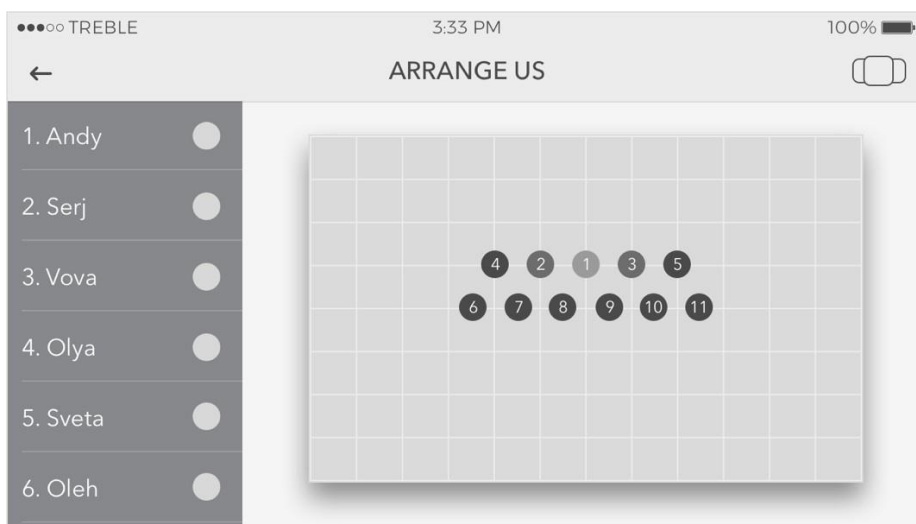 TREBLE 3:33 PM 100%
ARRANGE US
1. Andy
2. Serj
3. Vova
4. Olya
5. Sveta
6. Oleh
4 2 1 3 5
6 7 8 9 10 11